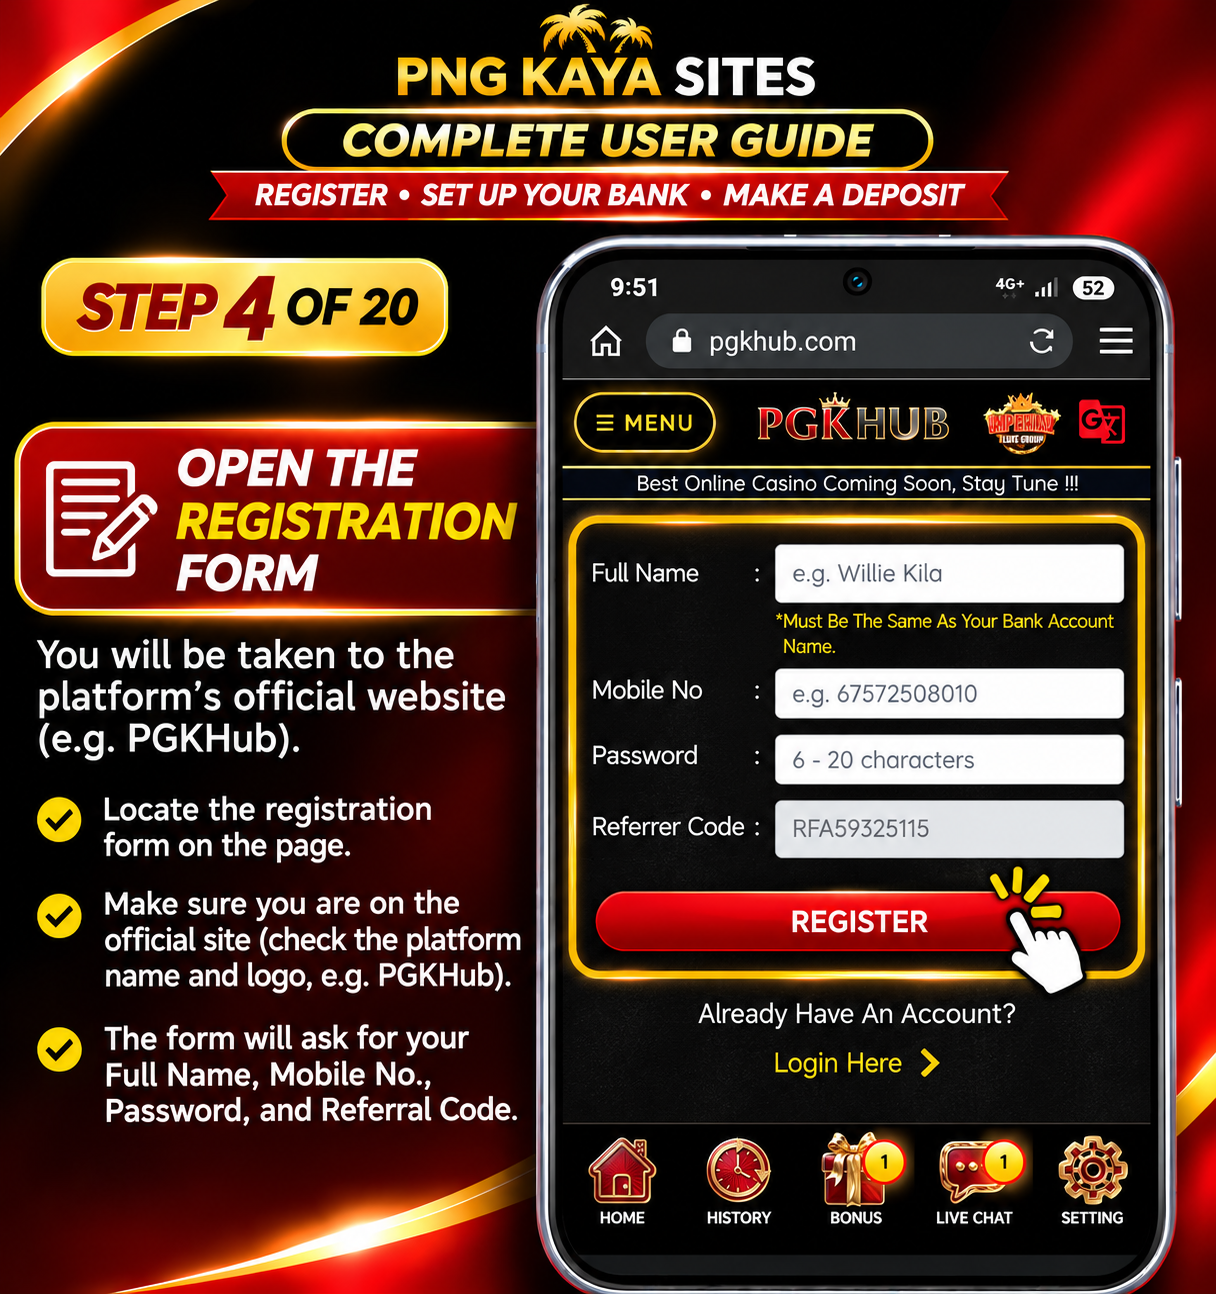 PNG KAYA SITES
COMPLETE USER GUIDE
REGISTER • SET UP YOUR BANK • MAKE A DEPOSIT
STEP 4 OF 20
OPEN THE
REGISTRATION
FORM
You will be taken to the
platform's official website
(e.g. PGKHub).
Locate the registration
form on the page.
Make sure you are on the
official site (check the platform
name and logo, e.g. PGKHub).
The form will ask for your
Full Name, Mobile No.,
Password, and Referral Code.
9:51
4G+ 52
pgkhub.com
MENU
PGKHUB
Best Online Casino Coming Soon, Stay Tune !!!
Full Name : e.g. Willie Kila
*Must Be The Same As Your Bank Account
Name.
Mobile No : e.g. 67572508010
Password : 6 - 20 characters
Referrer Code : RFA59325115
REGISTER
Already Have An Account?
Login Here
1 1
HOME HISTORY BONUS LIVE CHAT SETTING